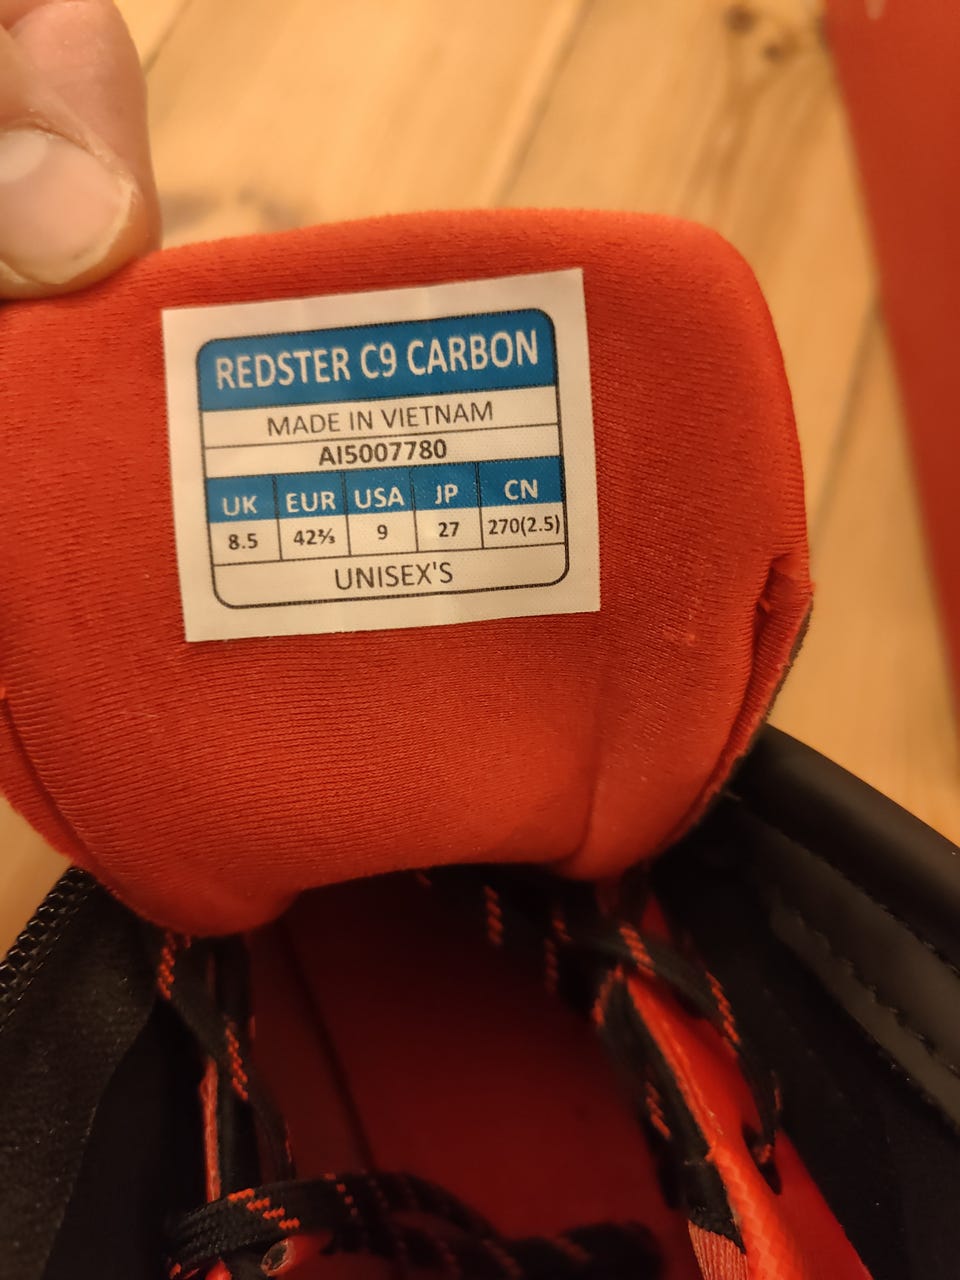 REDSTER C9 CARBON
MADE IN VIETNAM
AI5007780
UK EUR USA JP CN
8.5 42⅔ 9 27 270(2.5)
UNISEX'S